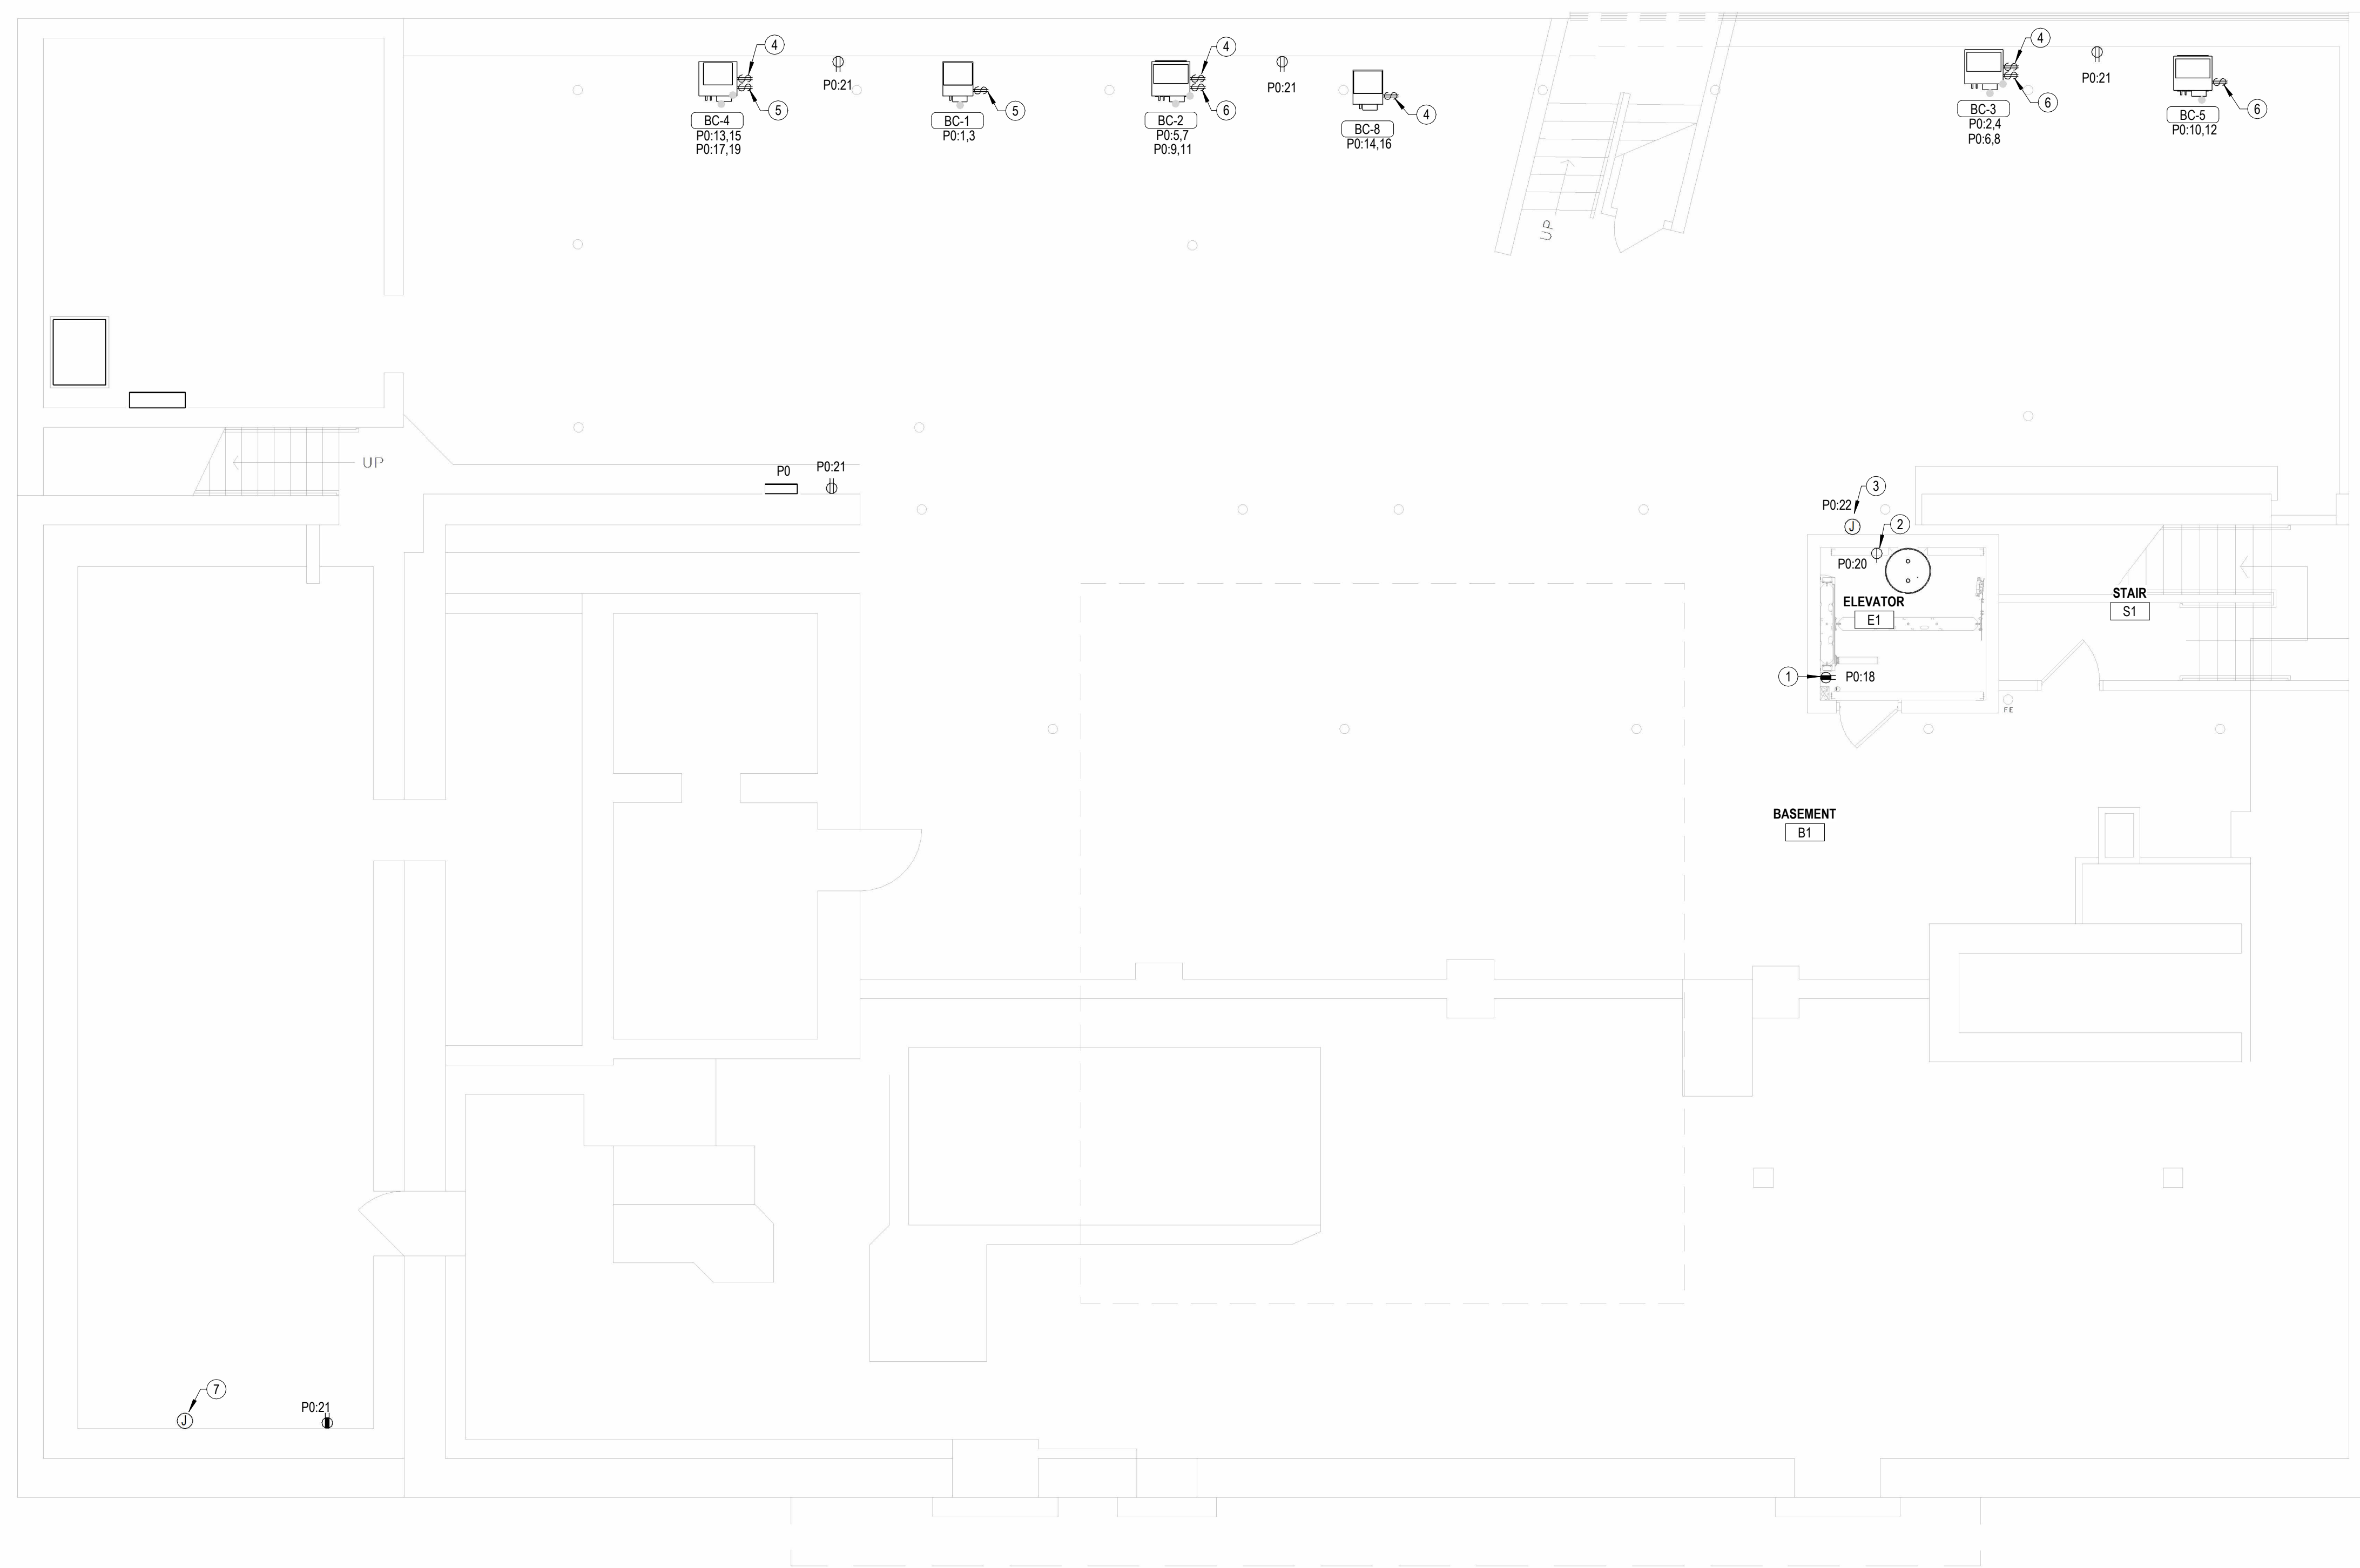 4
5
BC-4
P0:13,15
P0:17,19
P0:21
5
BC-1
P0:1,3
4
6
BC-2
P0:5,7
P0:9,11
P0:21
4
BC-8
P0:14,16
4
6
BC-3
P0:2,4
P0:6,8
P0:21
6
BC-5
P0:10,12
UP
UP
P0
P0:21
3
P0:22
J
2
P0:20
ELEVATOR
E1
1
P0:18
STAIR
S1
FE
BASEMENT
B1
7
J
P0:21